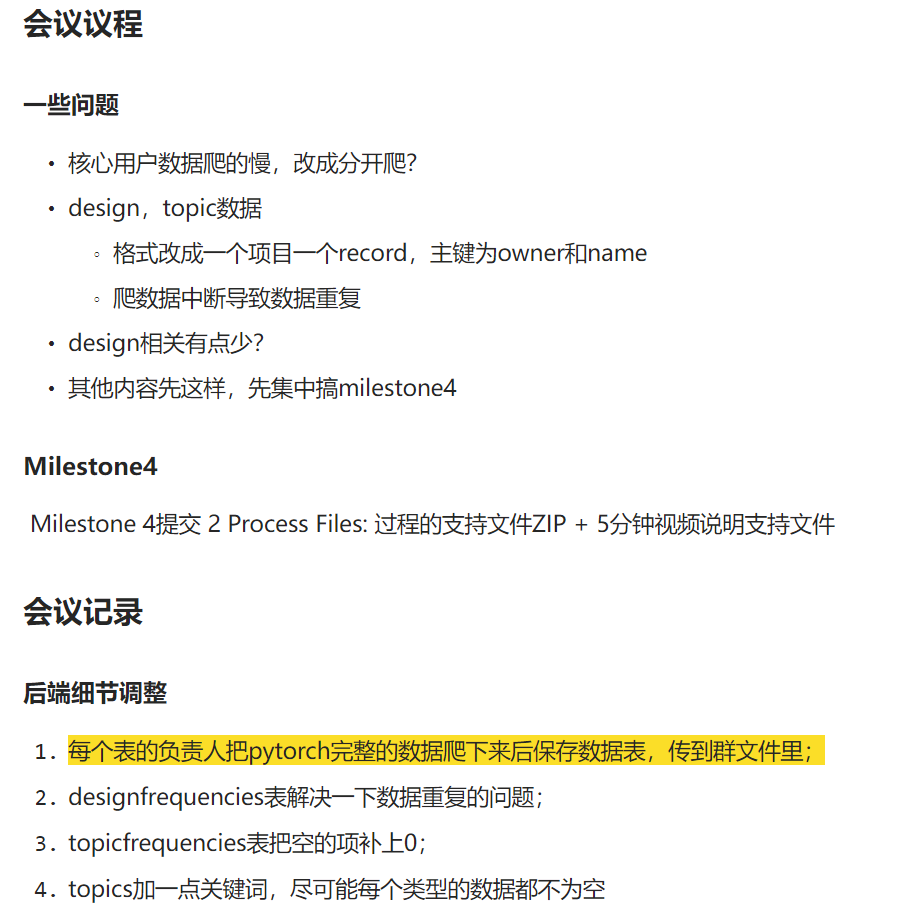 会议议程
一些问题
• 核心用户数据爬的慢，改成分开爬？
• design，topic数据
◦ 格式改成一个项目一个record，主键为owner和name
◦ 爬数据中断导致数据重复
• design相关有点少？
• 其他内容先这样，先集中搞milestone4
Milestone4
Milestone 4提交 2 Process Files: 过程的支持文件ZIP + 5分钟视频说明支持文件
会议记录
后端细节调整
1. 每个表的负责人把pytorch完整的数据爬下来后保存数据表，传到群文件里；
2. designfrequencies表解决一下数据重复的问题；
3. topicfrequencies表把空的项补上0；
4. topics加一点关键词，尽可能每个类型的数据都不为空